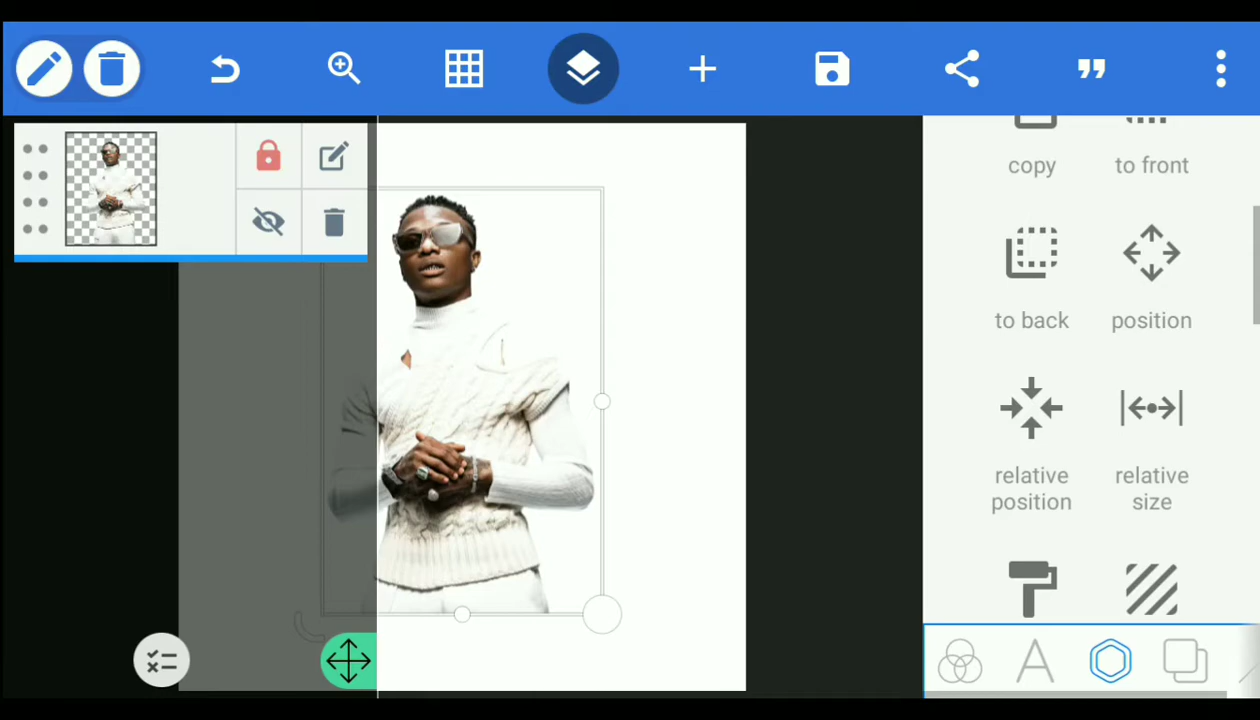 copy
to front
to back
position
relative
position
relative
size